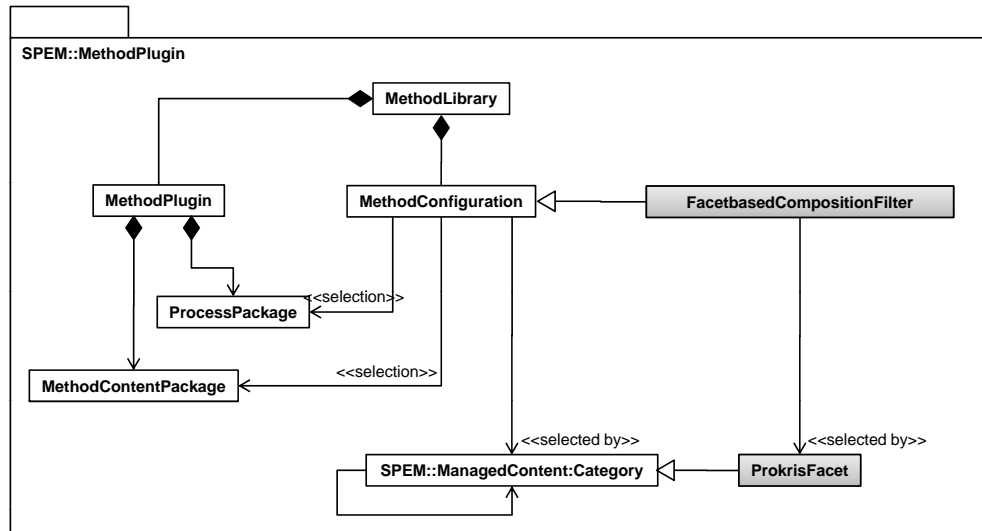 SPEM::MethodPlugin
MethodLibrary
MethodPlugin
MethodConfiguration
FacetbasedCompositionFilter
<<selection>>
ProcessPackage
<<selection>>
MethodContentPackage
<<selected by>>
<<selected by>>
SPEM::ManagedContent:Category
ProkrisFacet